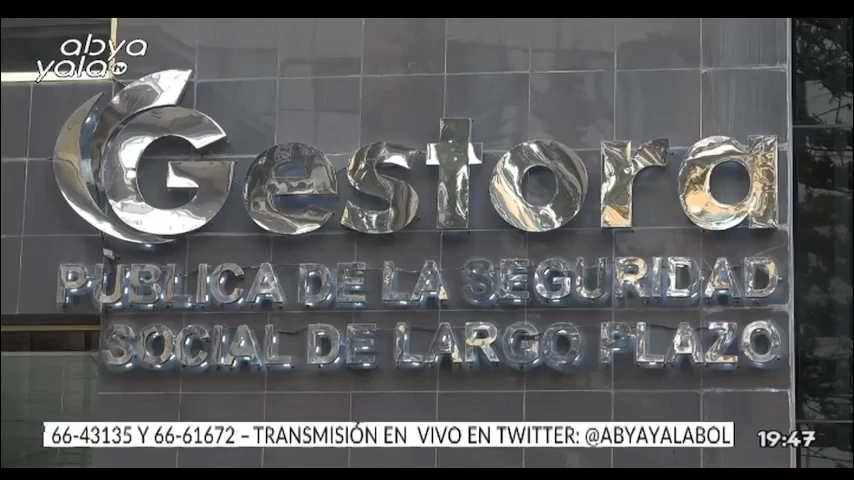 abya
yala tv
Gestora
PÚBLICA DE LA SEGURIDAD
SOCIAL DE LARGO PLAZO
66-43135 Y 66-61672 – TRANSMISIÓN EN VIVO EN TWITTER: @ABYAYALABOL
19:47